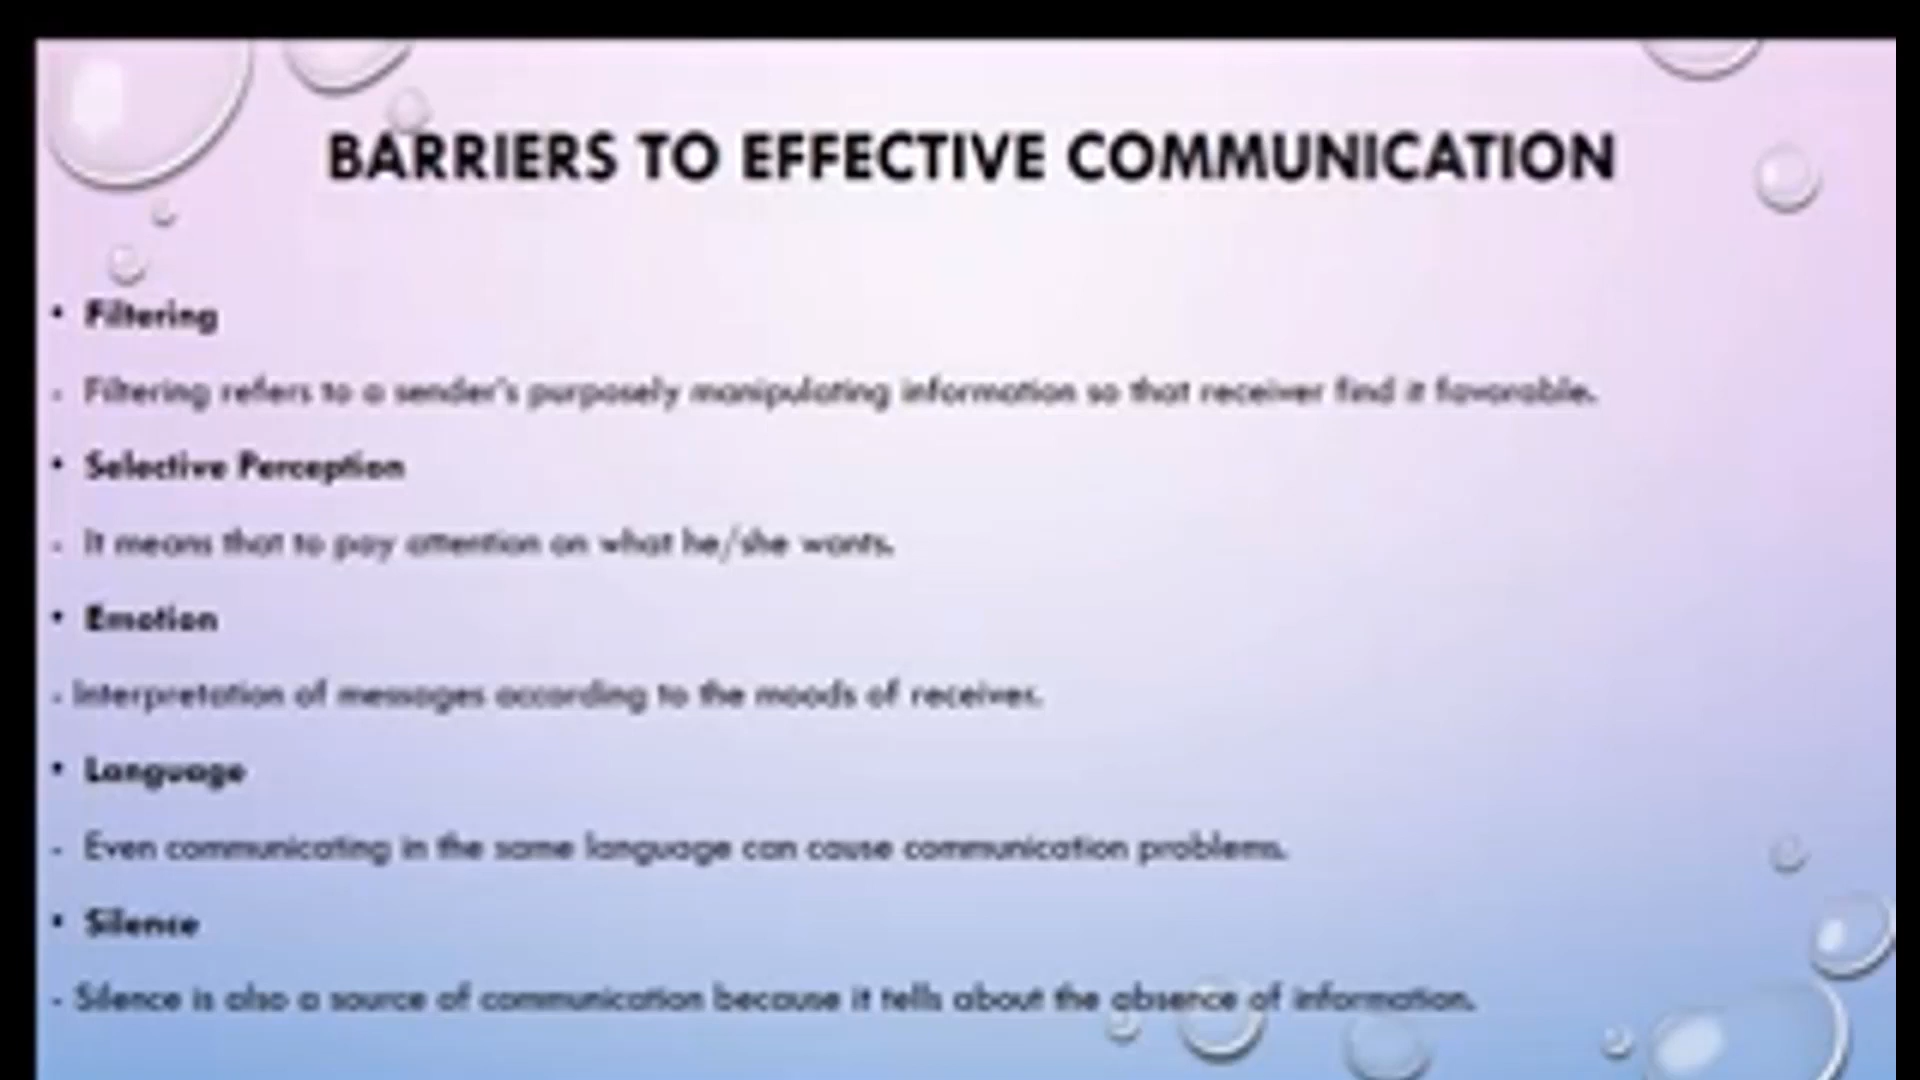 BARRIERS TO EFFECTIVE COMMUNICATION
• Filtering
- Filtering refers to a sender's purposely manipulating information so that receiver find it favorable.
• Selective Perception
- It means that to pay attention on what he/she wants.
• Emotion
- Interpretation of messages according to the moods of receiver.
• Language
- Even communicating in the same language can cause communication problems.
• Silence
- Silence is also a source of communication because it tells about the absence of information.